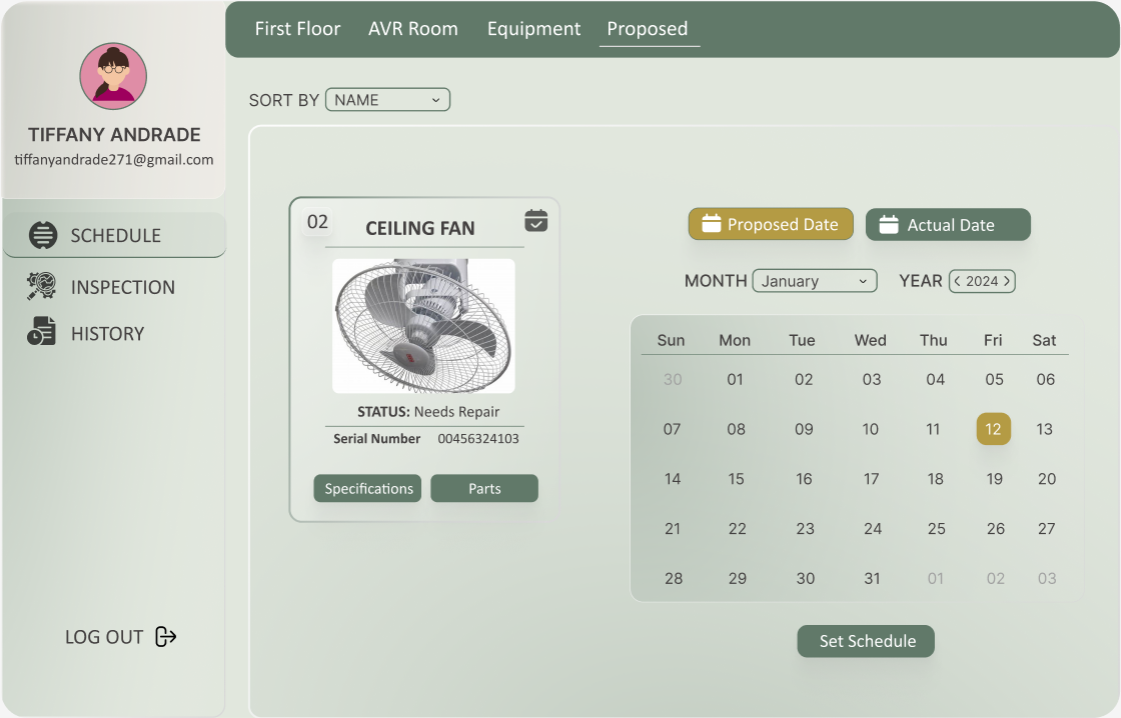 First Floor AVR Room Equipment Proposed
TIFFANY ANDRADE
tiffanyandrade271@gmail.com
SCHEDULE
INSPECTION
HISTORY
LOG OUT
SORT BY NAME
02 CEILING FAN
STATUS: Needs Repair
Serial Number 00456324103
Specifications Parts
Proposed Date Actual Date
MONTH January YEAR < 2024 >
Sun Mon Tue Wed Thu Fri Sat
30 01 02 03 04 05 06
07 08 09 10 11 12 13
14 15 16 17 18 19 20
21 22 23 24 25 26 27
28 29 30 31 01 02 03
Set Schedule